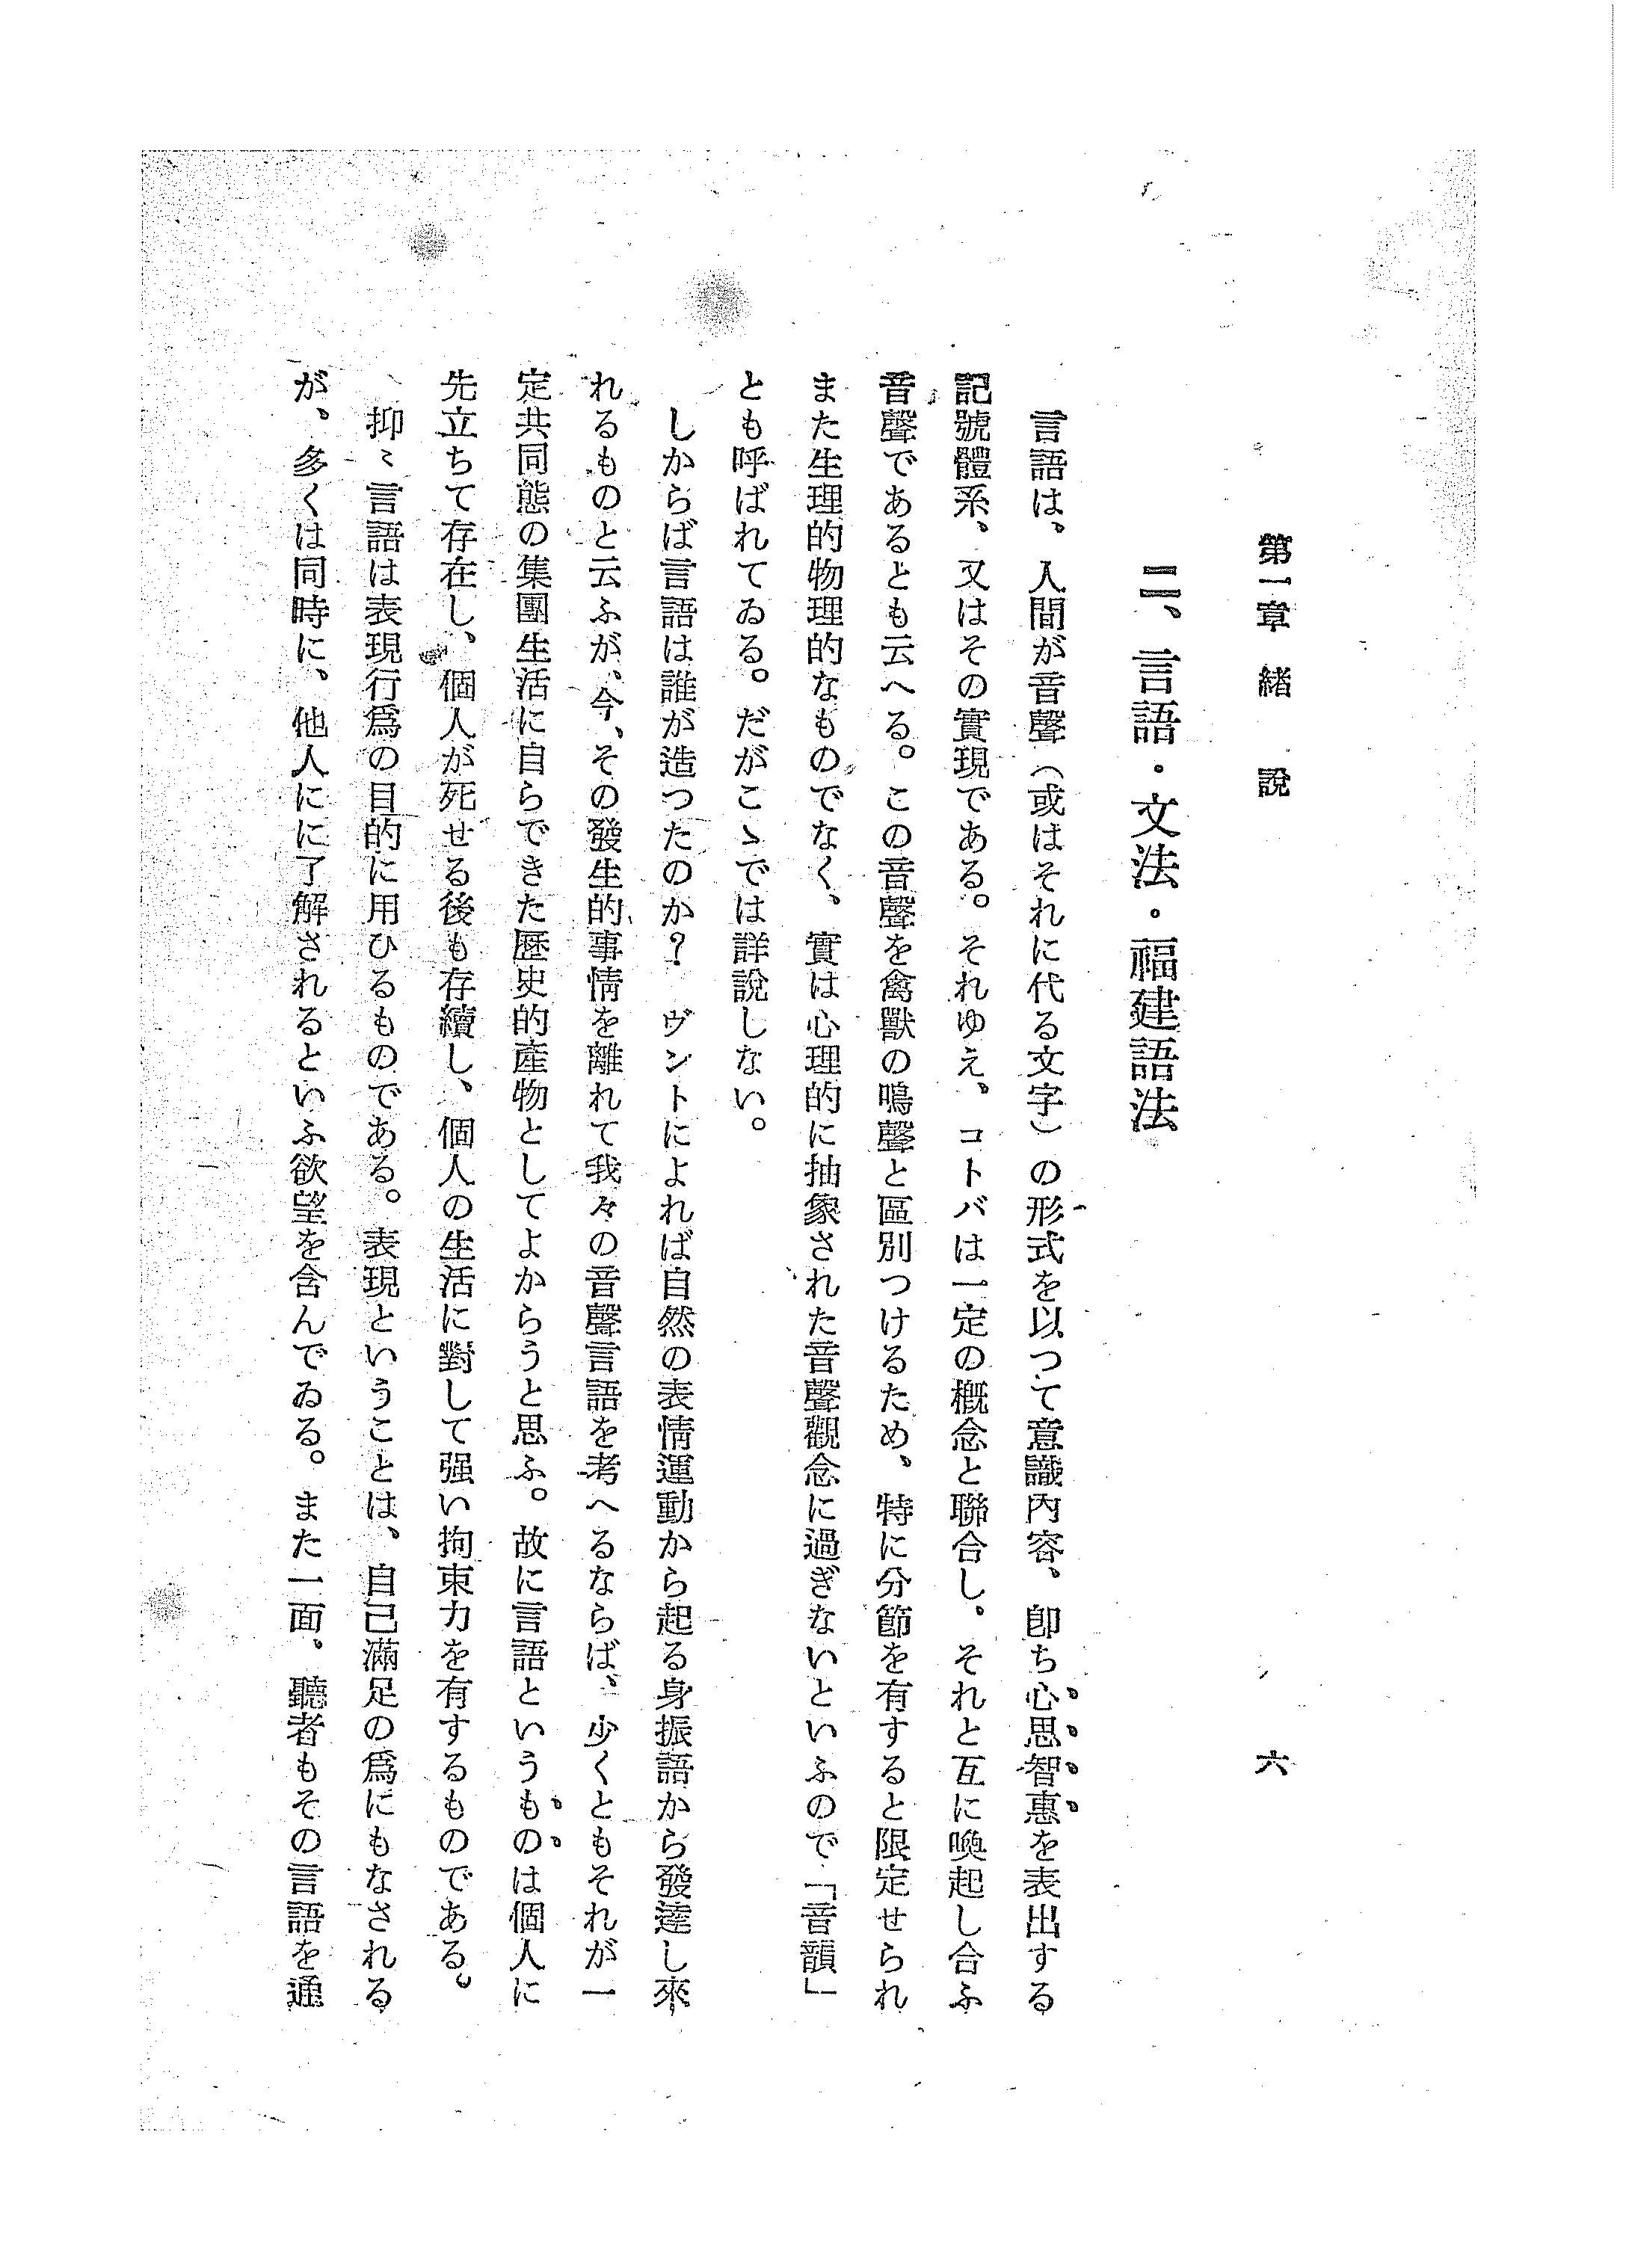 第一章　緒　說　　六
二、言語・文法・福建語法
言語は、人間が音聲（或はそれに代る文字）の形式を以つて意識內容、卽ち心思智惠を表出する
記號體系、又はその實現である。それゆえ、コトバは一定の槪念と聯合し、それと互に喚起し合ふ
音聲であるとも云へる。この音聲を禽獸の鳴聲と區別つけるため、特に分節を有すると限定せられ
また生理的物理的なものでなく、實は心理的に抽象された音聲觀念に過ぎないといふので「音韻」
とも呼ばれてゐる。だがこゝでは詳說しない。
しからば言語は誰が造つたのか？　ヴントによれば自然の表情運動から起る身振語から發達し來
れるものと云ふが、今、その發生的事情を離れて我々の音聲言語を考へるならば、少くともそれが一
定共同態の集團生活に自らできた歷史的產物としてよからうと思ふ。故に言語というものは個人に
先立ちて存在し、個人が死せる後も存續し、個人の生活に對して强い拘束力を有するものである。
抑〻言語は表現行爲の目的に用ひるものである。表現ということは、自己滿足の爲にもなされる
が、多くは同時に、他人にに了解されるといふ欲望を含んでゐる。また一面、聽者もその言語を通